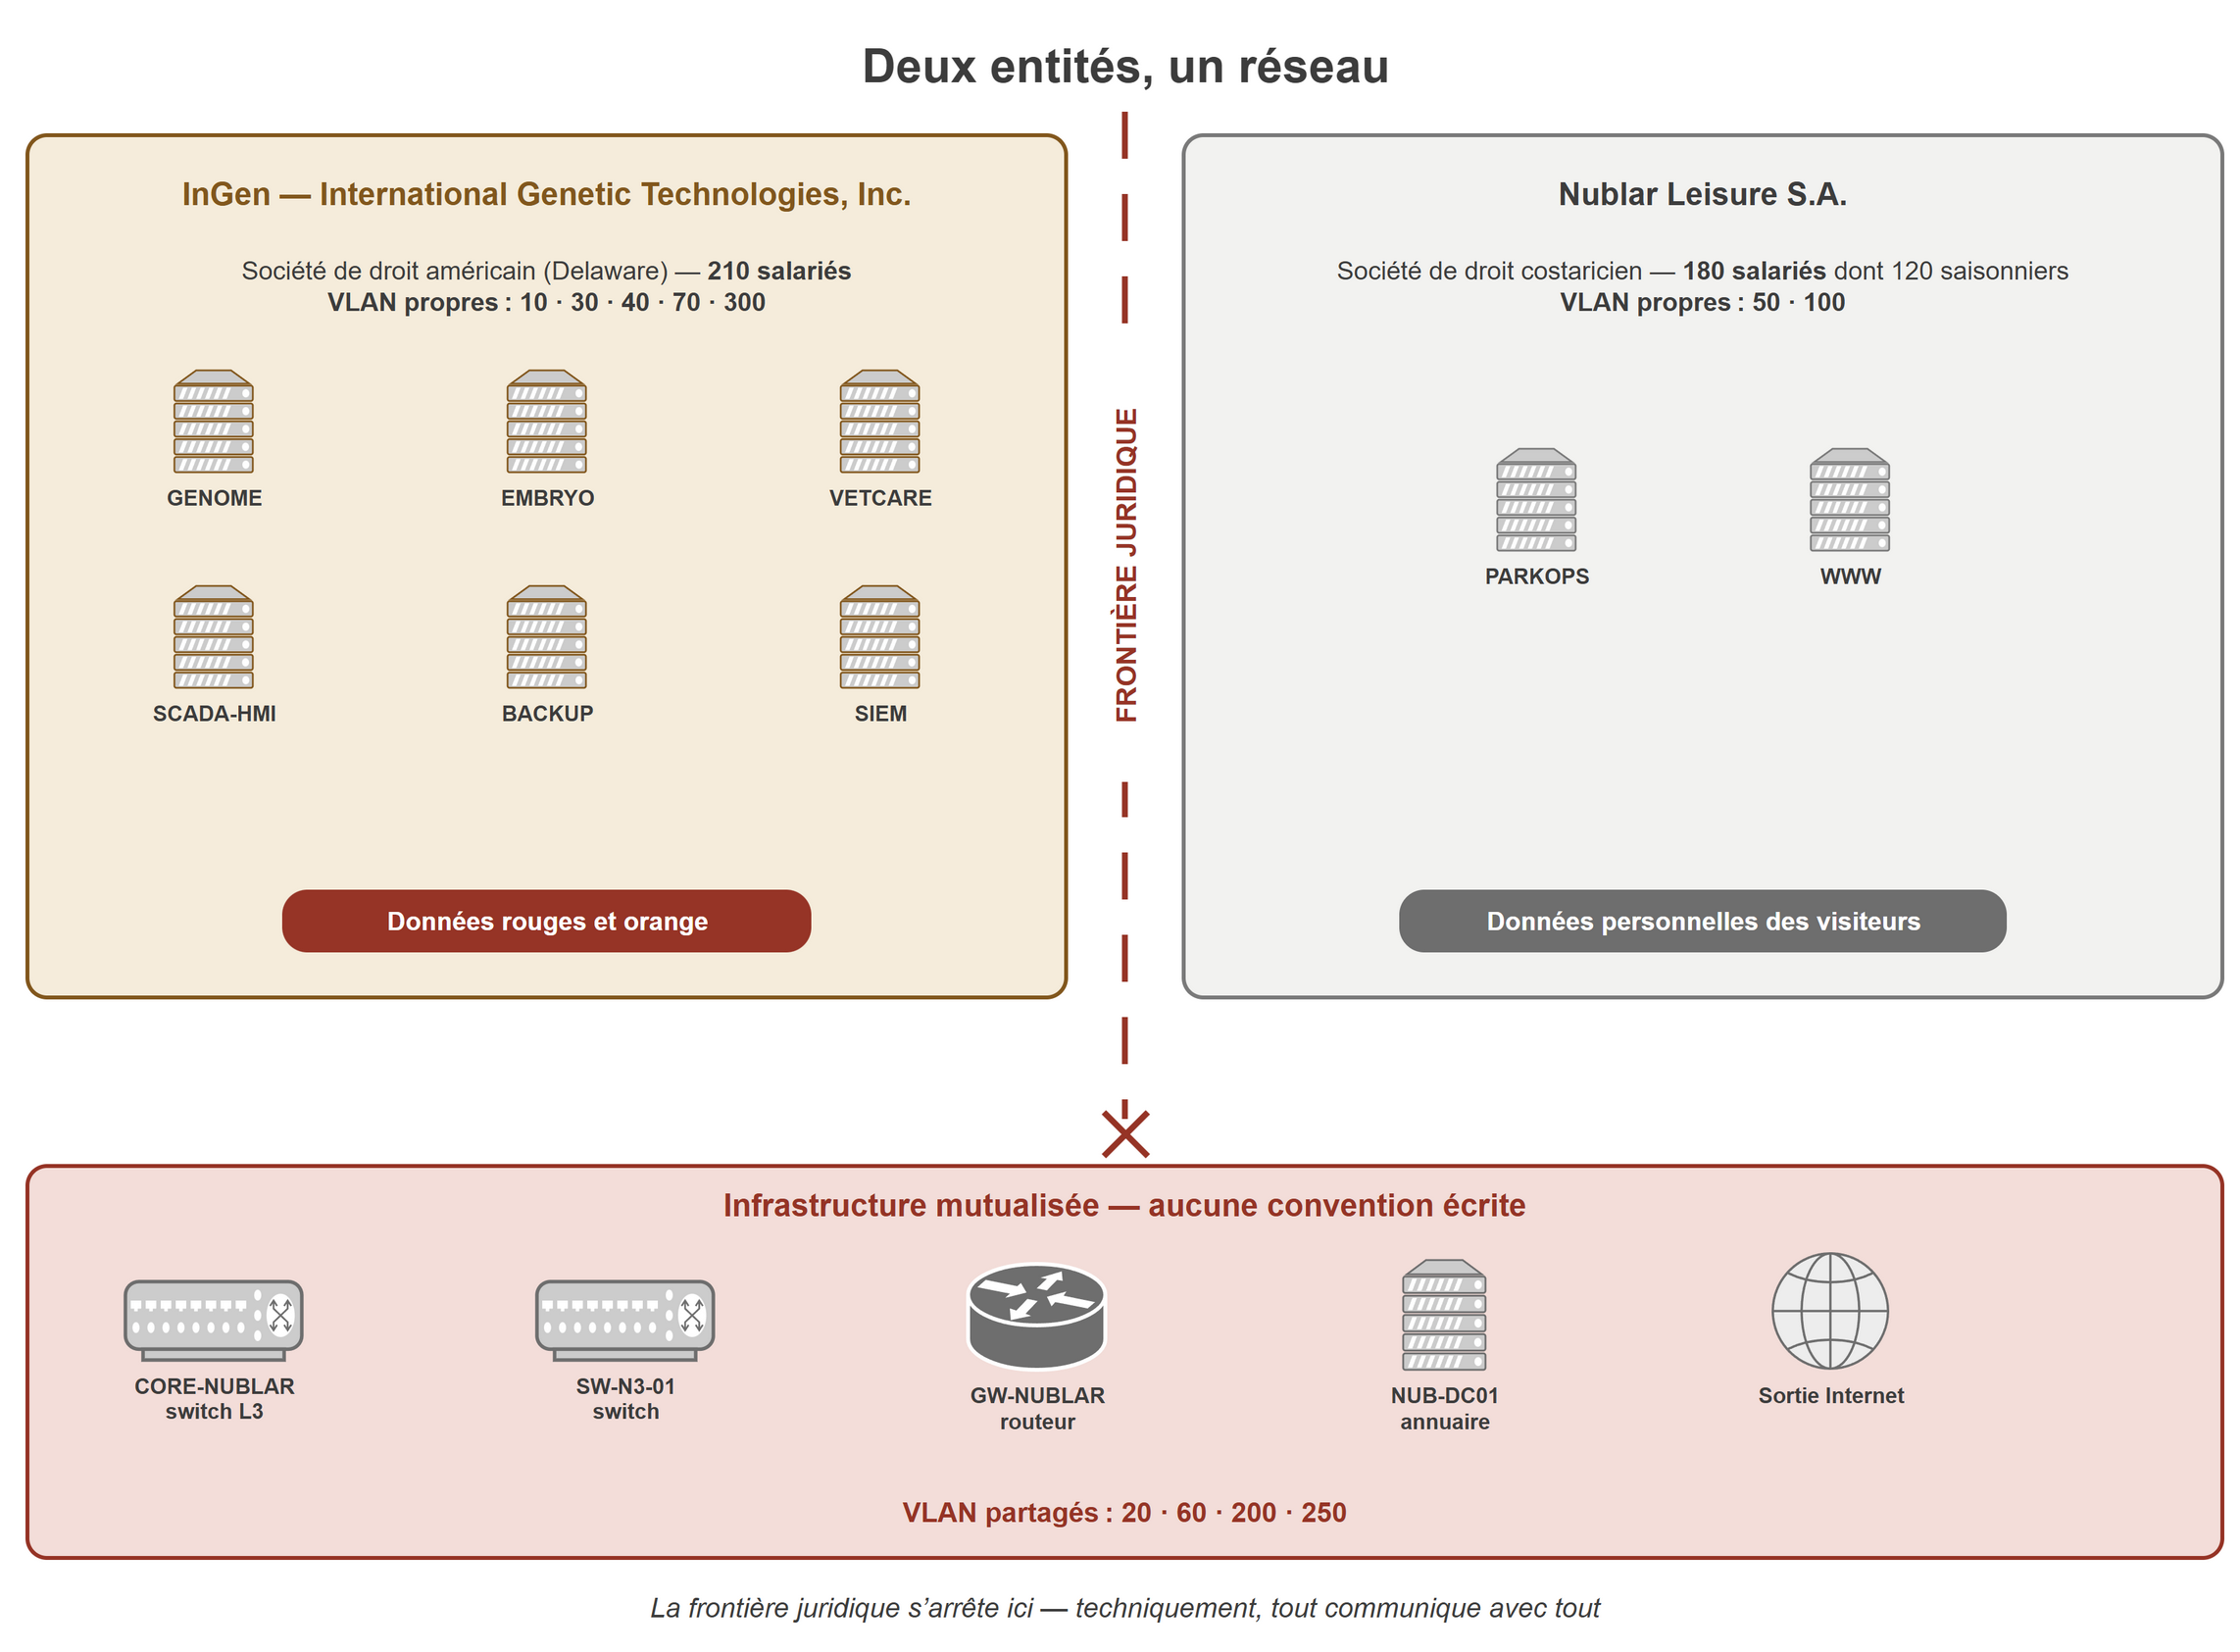 Deux entités, un réseau
InGen — International Genetic Technologies, Inc.
Société de droit américain (Delaware) — 210 salariés
VLAN propres : 10 · 30 · 40 · 70 · 300
GENOME
EMBRYO
VETCARE
SCADA-HMI
BACKUP
SIEM
Données rouges et orange
FRONTIÈRE JURIDIQUE
Nublar Leisure S.A.
Société de droit costaricien — 180 salariés dont 120 saisonniers
VLAN propres : 50 · 100
PARKOPS
WWW
Données personnelles des visiteurs
Infrastructure mutualisée — aucune convention écrite
CORE-NUBLAR
switch L3
SW-N3-01
switch
GW-NUBLAR
routeur
NUB-DC01
annuaire
Sortie Internet
VLAN partagés : 20 · 60 · 200 · 250
La frontière juridique s’arrête ici — techniquement, tout communique avec tout